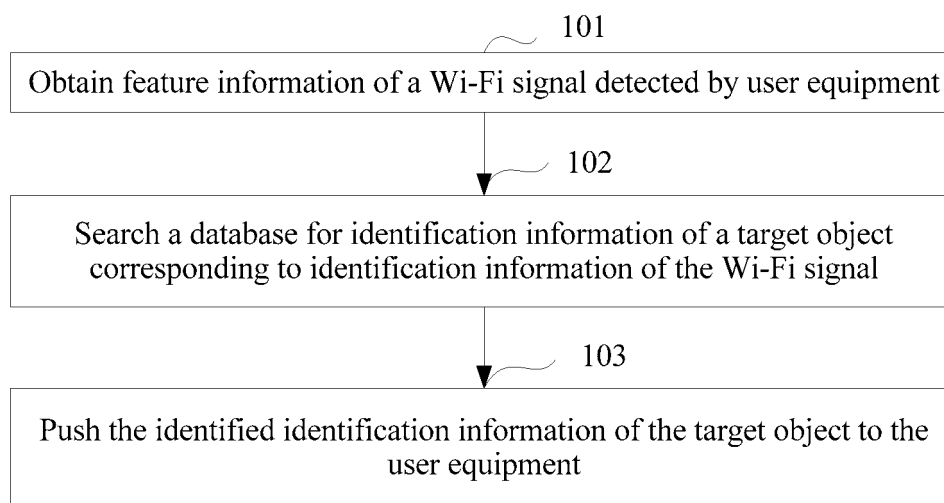 101
Obtain feature information of a Wi-Fi signal detected by user equipment
102
Search a database for identification information of a target object
corresponding to identification information of the Wi-Fi signal
103
Push the identified identification information of the target object to the
user equipment